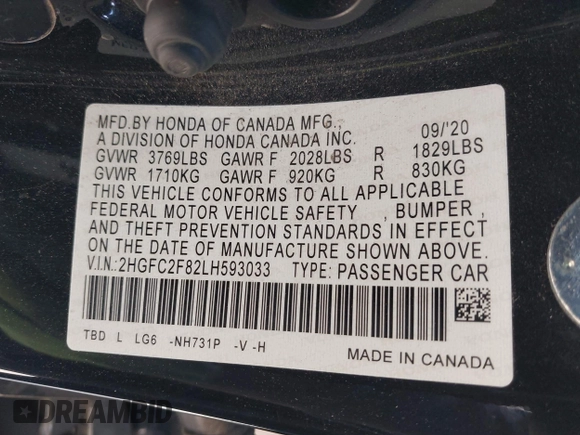 MFD.BY HONDA OF CANADA MFG.,
A DIVISION OF HONDA CANADA INC. 09/'20
GVWR 3769LBS GAWR F 2028LBS R 1829LBS
GVWR 1710KG GAWR F 920KG R 830KG
THIS VEHICLE CONFORMS TO ALL APPLICABLE
FEDERAL MOTOR VEHICLE SAFETY , BUMPER ,
AND THEFT PREVENTION STANDARDS IN EFFECT
ON THE DATE OF MANUFACTURE SHOWN ABOVE.
V.I.N.:2HGFC2F82LH593033 TYPE: PASSENGER CAR
TBD L LG6 -NH731P -V -H
MADE IN CANADA
DREAMBID